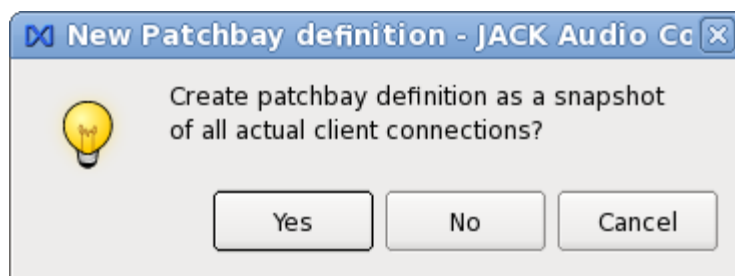 New Patchbay definition - JACK Audio Co
Create patchbay definition as a snapshot
of all actual client connections?
Yes
No
Cancel